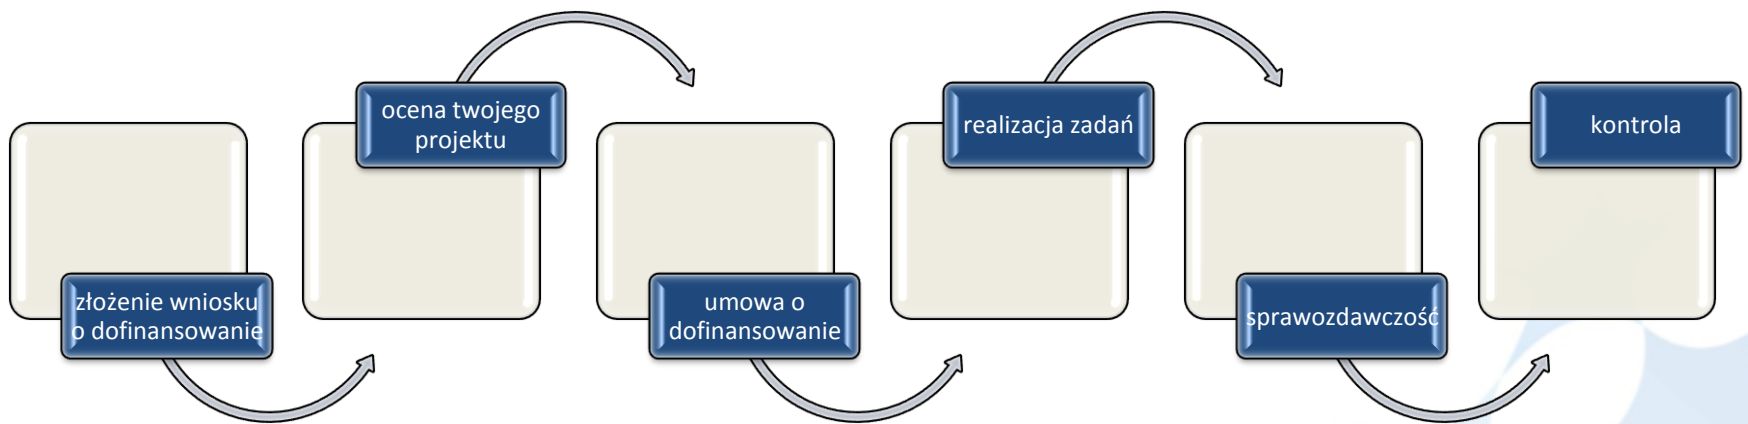 złożenie wniosku
o dofinansowanie
ocena twojego
projektu
umowa o
dofinansowanie
realizacja zadań
sprawozdawczość
kontrola